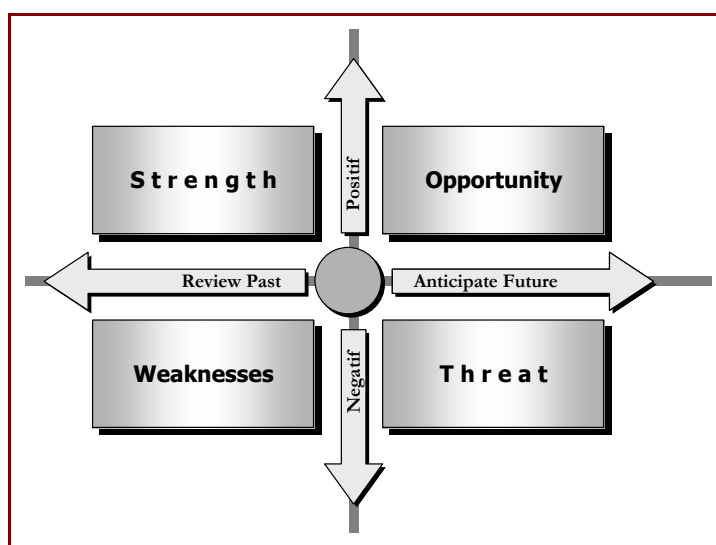 Positif
Strength
Opportunity
Review Past
Anticipate Future
Weaknesses
Negatif
Threat